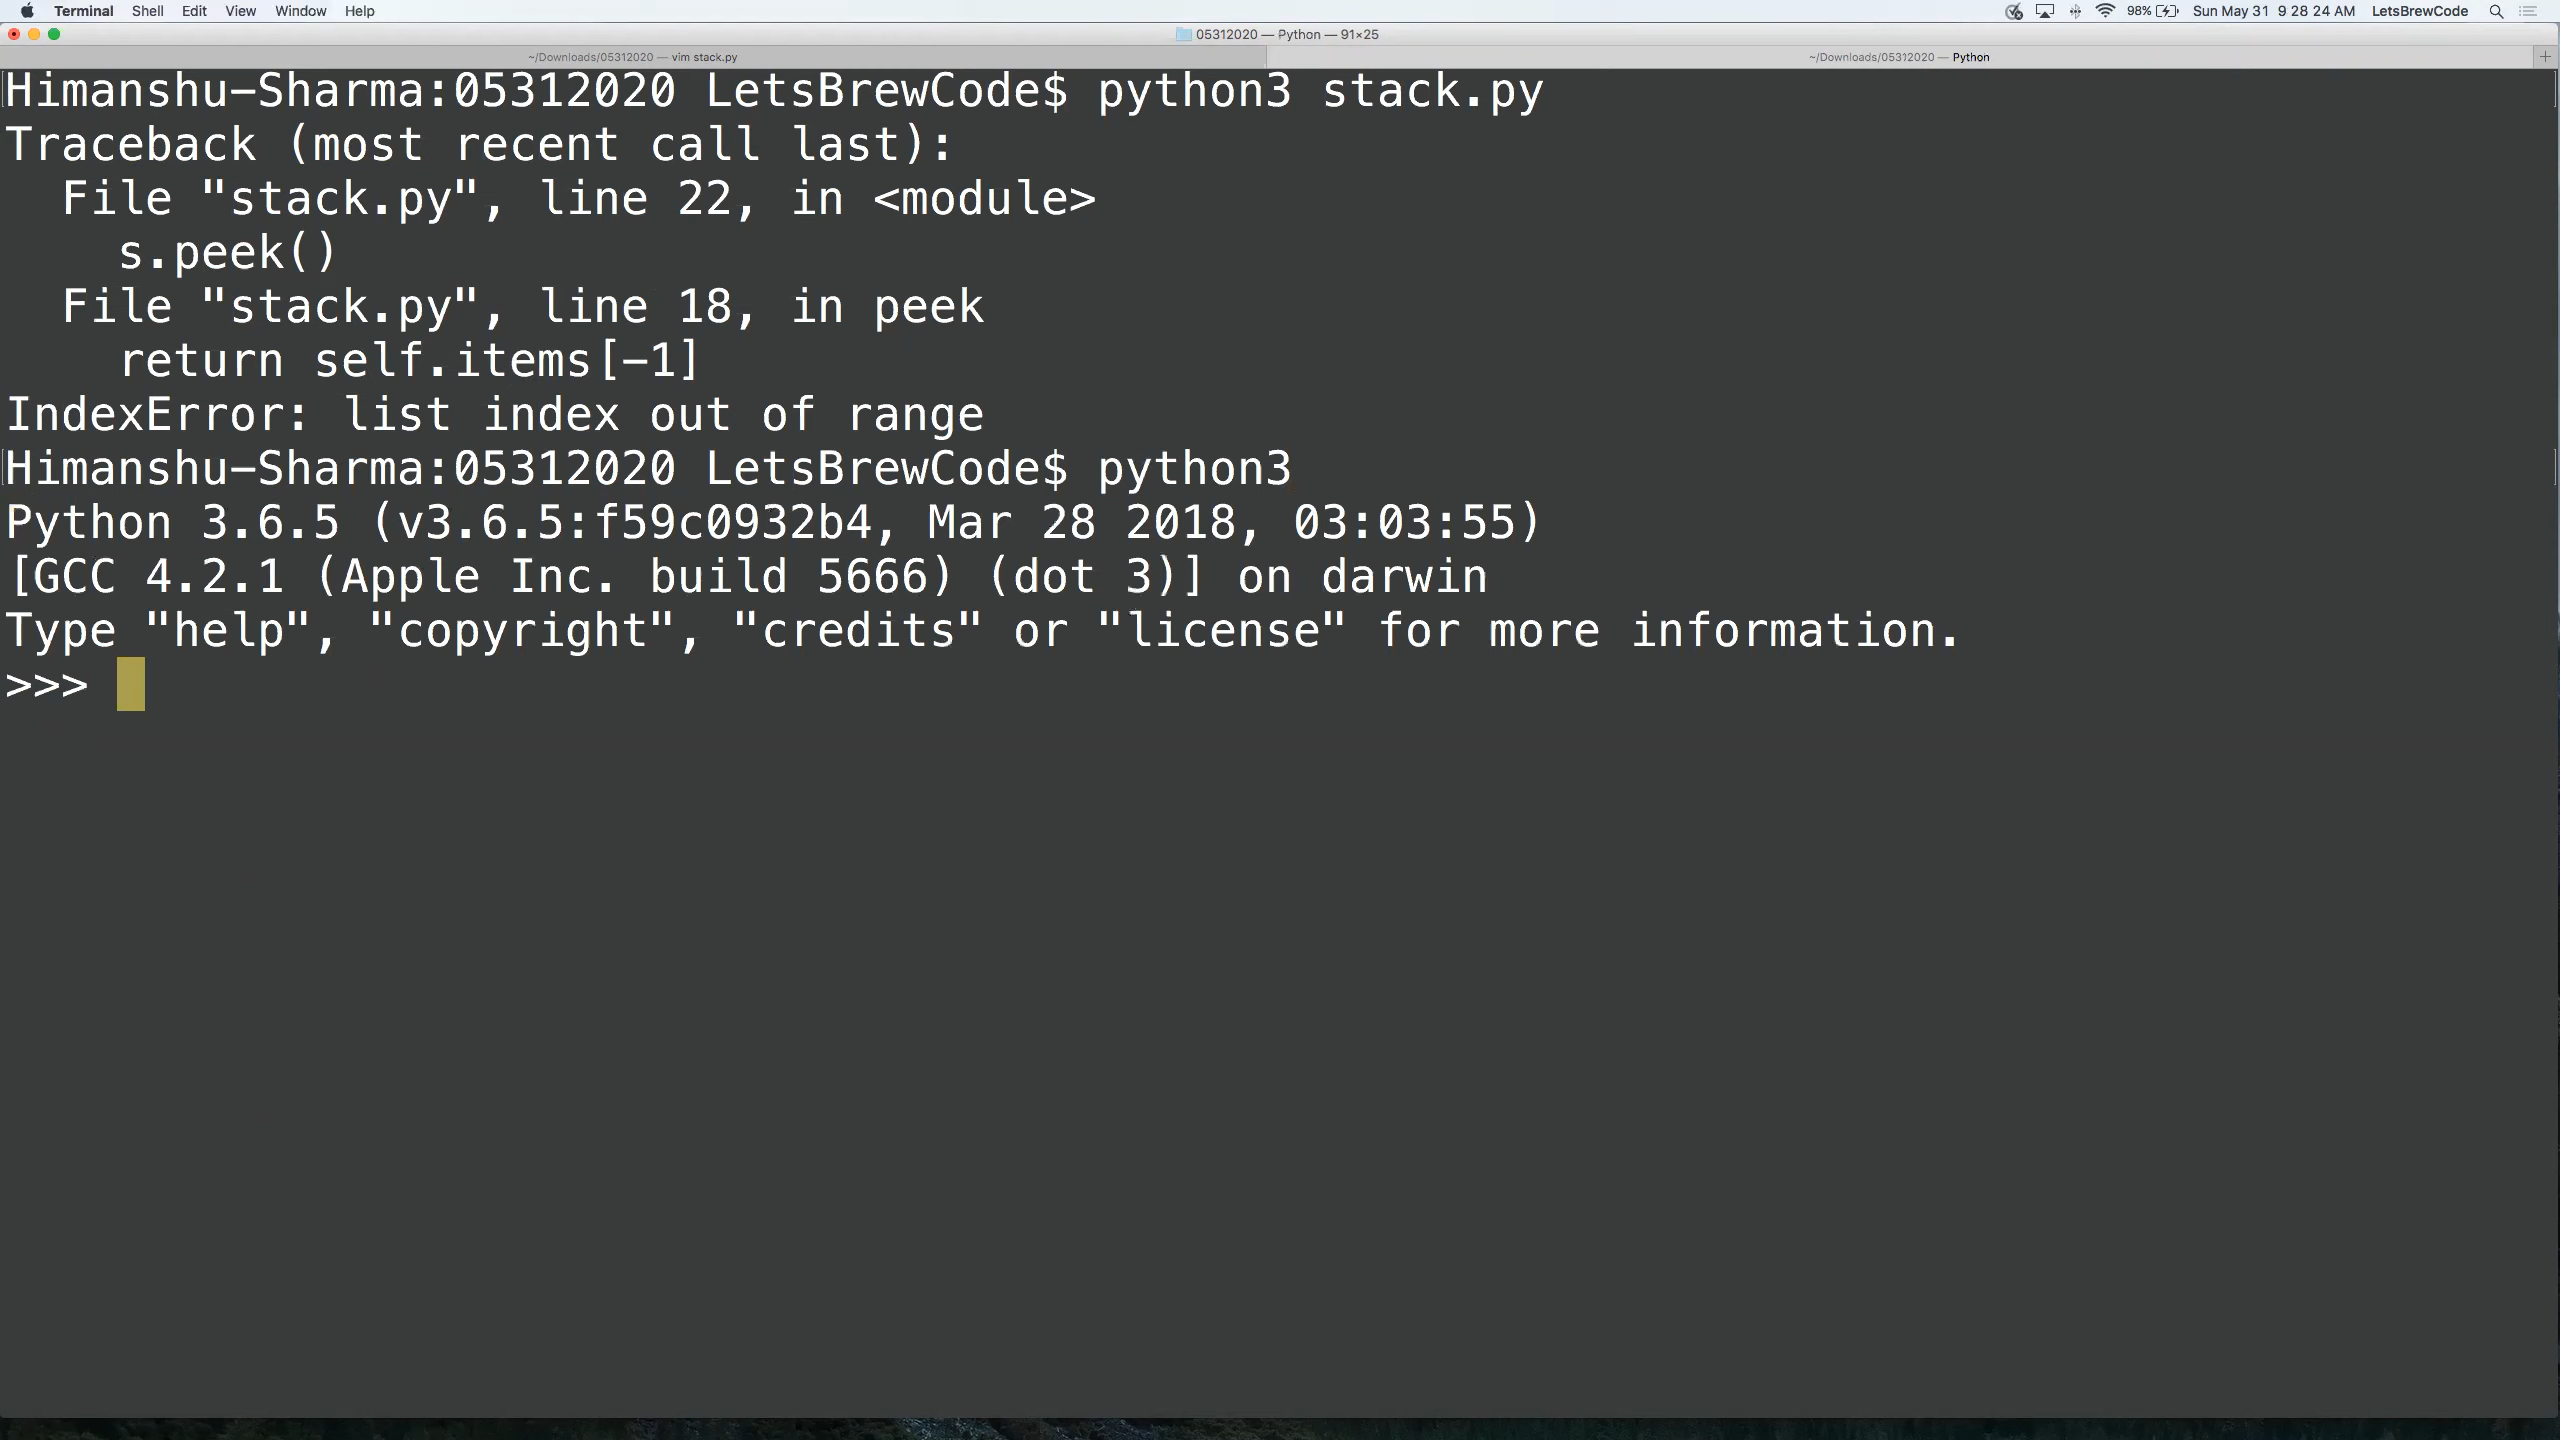 Terminal Shell Edit View Window Help 98% Sun May 31 9 28 24 AM LetsBrewCode
05312020 — Python — 91×25
~/Downloads/05312020 — vim stack.py ~/Downloads/05312020 — Python +
Himanshu-Sharma:05312020 LetsBrewCode$ python3 stack.py
Traceback (most recent call last):
  File "stack.py", line 22, in <module>
    s.peek()
  File "stack.py", line 18, in peek
    return self.items[-1]
IndexError: list index out of range
Himanshu-Sharma:05312020 LetsBrewCode$ python3
Python 3.6.5 (v3.6.5:f59c0932b4, Mar 28 2018, 03:03:55)
[GCC 4.2.1 (Apple Inc. build 5666) (dot 3)] on darwin
Type "help", "copyright", "credits" or "license" for more information.
>>>